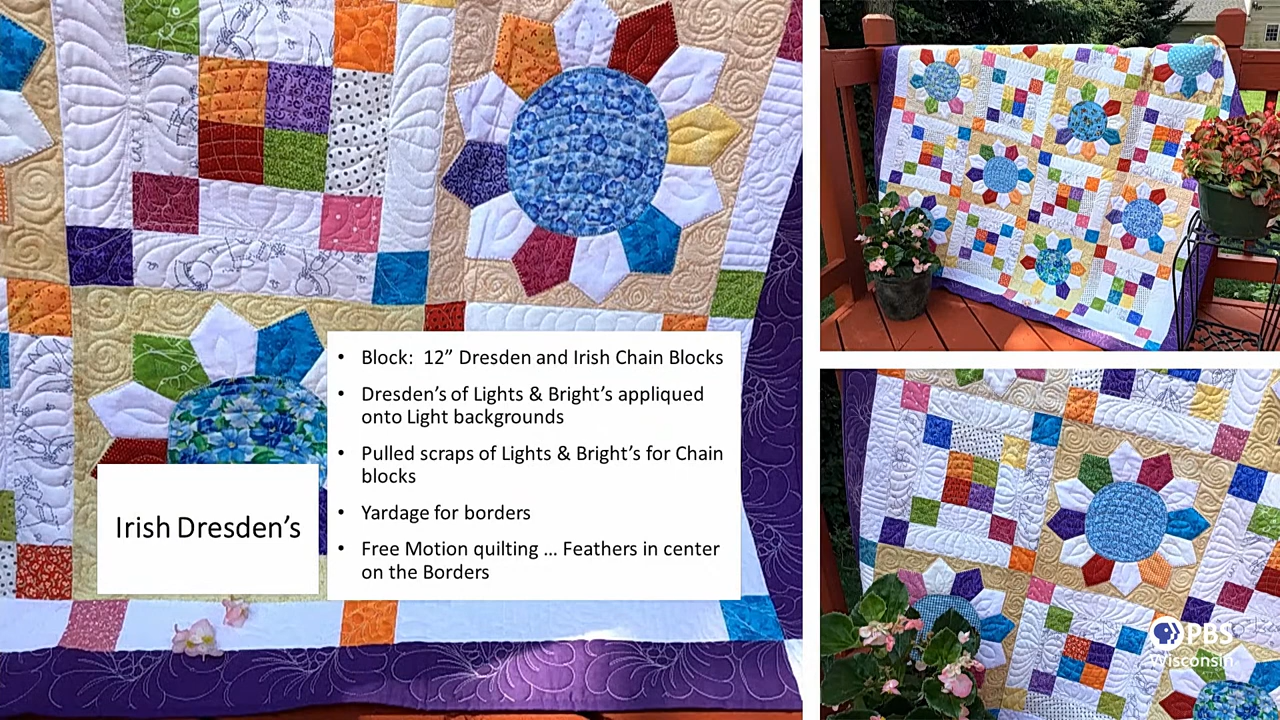 Irish Dresden’s
• Block:  12” Dresden and Irish Chain Blocks
• Dresden’s of Lights & Bright’s appliqued
onto Light backgrounds
• Pulled scraps of Lights & Bright’s for Chain
blocks
• Yardage for borders
• Free Motion quilting … Feathers in center
on the Borders
PBS
Wisconsin